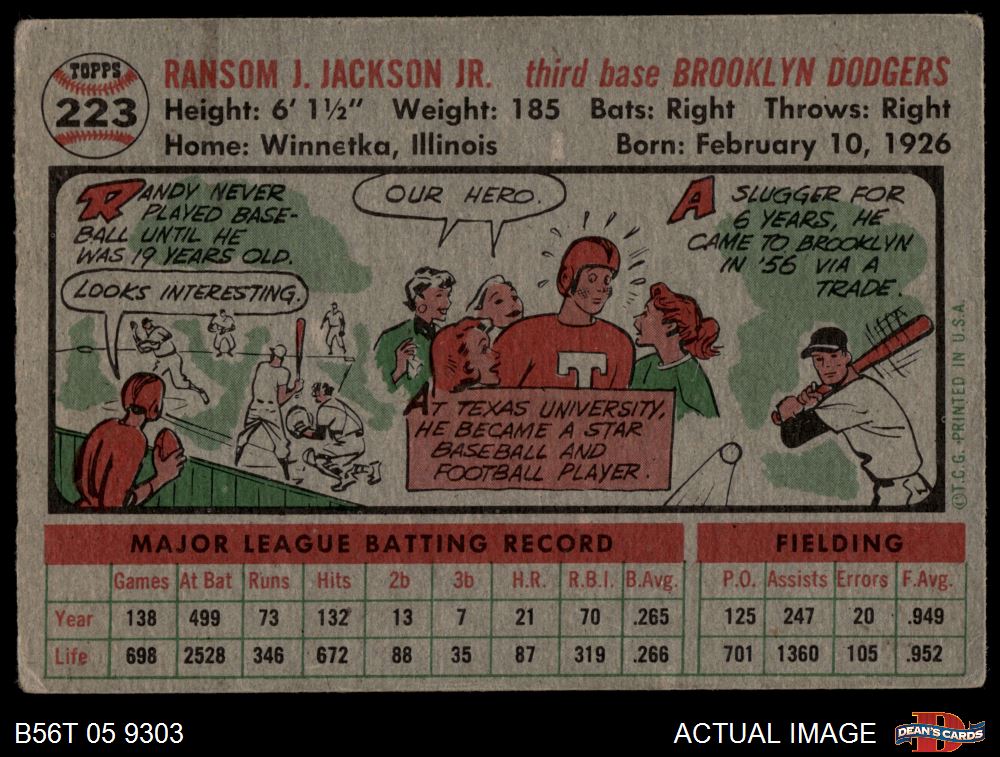 TOPPS
223
RANSOM J. JACKSON JR. third base BROOKLYN DODGERS
Height: 6' 1½" Weight: 185 Bats: Right Throws: Right
Home: Winnetka, Illinois Born: February 10, 1926
RANDY NEVER
PLAYED BASE-
BALL UNTIL HE
WAS 19 YEARS OLD.
LOOKS INTERESTING.
OUR HERO.
T
AT TEXAS UNIVERSITY,
HE BECAME A STAR
BASEBALL AND
FOOTBALL PLAYER.
A SLUGGER FOR
6 YEARS, HE
CAME TO BROOKLYN
IN '56 VIA A
TRADE.
©T.C.G.-PRINTED IN U.S.A.
MAJOR LEAGUE BATTING RECORD FIELDING
Games At Bat Runs Hits 2b 3b H.R. R.B.I. B.Avg. P.O. Assists Errors F.Avg.
Year 138 499 73 132 13 7 21 70 .265 125 247 20 .949
Life 698 2528 346 672 88 35 87 319 .266 701 1360 105 .952
B56T 05 9303 ACTUAL IMAGE DEAN'S CARDS